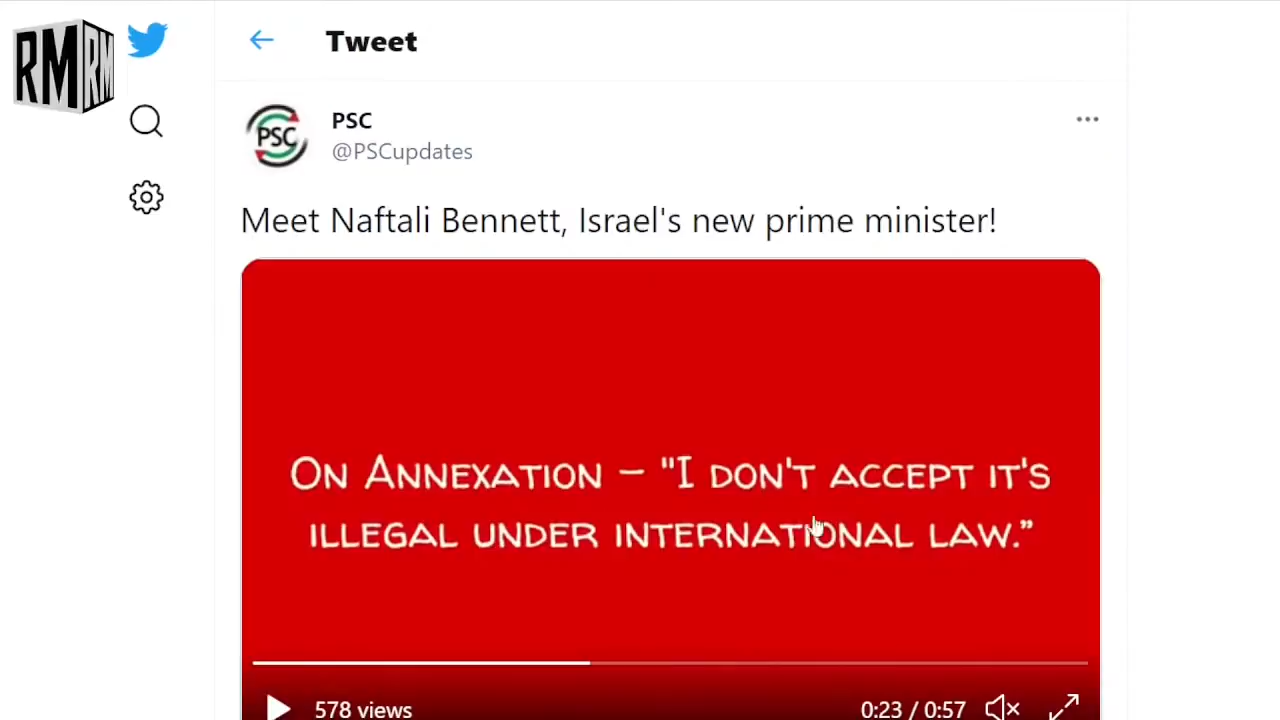 RM RM
Tweet
PSC
PSC
@PSCupdates
Meet Naftali Bennett, Israel's new prime minister!
On Annexation – "I don't accept it's
illegal under international law.”
578 views
0:23 / 0:57